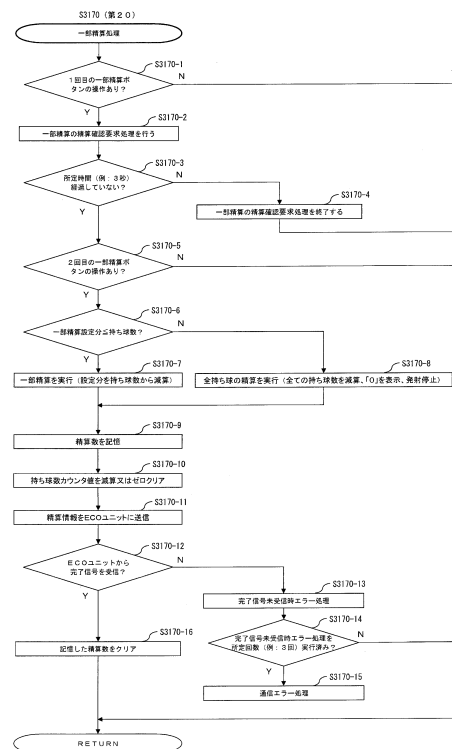 S3170（第２０）
一部精算処理
S3170-1
１回目の一部精算ボ
タンの操作あり？
N
Y
S3170-2
一部精算の精算確認要求処理を行う
S3170-3
所定時間（例：３秒）
経過していない？
N
Y
S3170-4
一部精算の精算確認要求処理を終了する
S3170-5
２回目の一部精算ボ
タンの操作あり？
N
Y
S3170-6
一部精算設定分≦持ち球数？
N
Y
S3170-7
一部精算を実行（設定分を持ち球数から減算）
S3170-8
全持ち球の精算を実行（全ての持ち球数を減算、「０」を表示、発射停止）
S3170-9
精算数を記憶
S3170-10
持ち球数カウンタ値を減算又はゼロクリア
S3170-11
精算情報をECOユニットに送信
S3170-12
ＥＣＯユニットから
完了信号を受信？
N
Y
S3170-13
完了信号未受信時エラー処理
S3170-14
完了信号未受信時エラー処理を
所定回数（例：３回）実行済み？
N
Y
S3170-15
通信エラー処理
S3170-16
記憶した精算数をクリア
ＲＥＴＵＲＮ